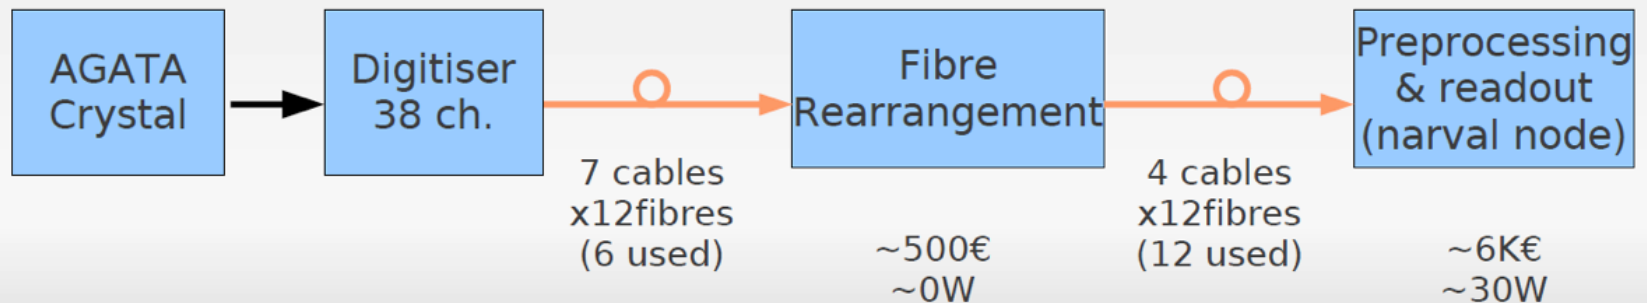 AGATA
Crystal
Digitiser
38 ch.
7 cables
x12fibres
(6 used)
Fibre
Rearrangement
~500€
~0W
4 cables
x12fibres
(12 used)
Preprocessing
& readout
(narval node)
~6K€
~30W